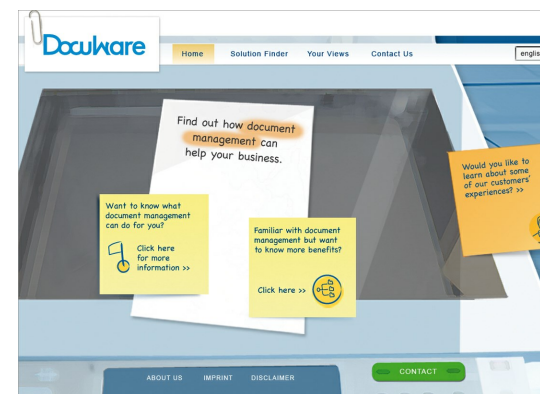 Docuware
Home Solution Finder Your Views Contact Us
Find out how document
management can
help your business.
Would you like to
learn about some
of our customers'
experiences? >>
Want to know what
document management
can do for you?
Click here
for more
information >>
Familiar with document
management but want
to know more benefits?
Click here >>
ABOUT US IMPRINT DISCLAIMER
CONTACT